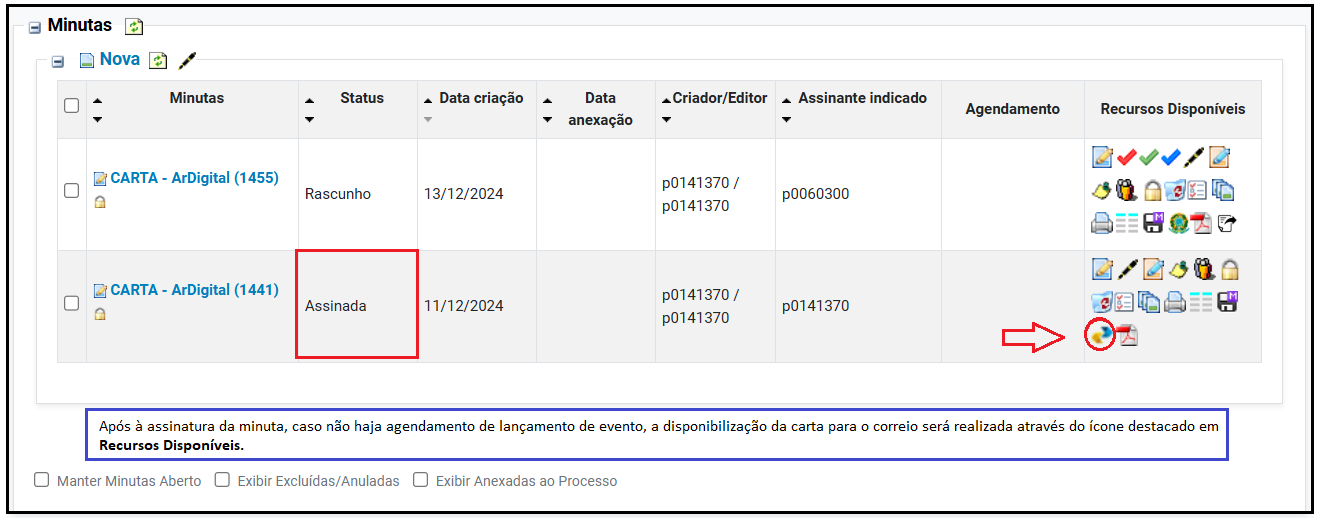 Minutas
Nova
Minutas Status Data criação Data anexação Criador/Editor Assinante indicado Agendamento Recursos Disponíveis
CARTA - ArDigital (1455) Rascunho 13/12/2024 p0141370 / p0141370 p0060300
CARTA - ArDigital (1441) Assinada 11/12/2024 p0141370 / p0141370 p0141370
Após à assinatura da minuta, caso não haja agendamento de lançamento de evento, a disponibilização da carta para o correio será realizada através do ícone destacado em
Recursos Disponíveis.
Manter Minutas Aberto Exibir Excluídas/Anuladas Exibir Anexadas ao Processo